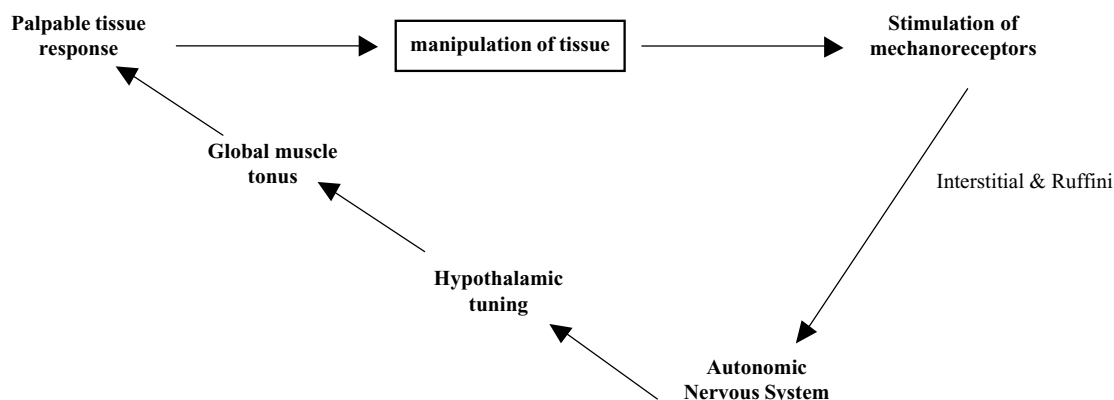 Palpable tissue
response
manipulation of tissue
Stimulation of
mechanoreceptors
Global muscle
tonus
Interstitial & Ruffini
Hypothalamic
tuning
Autonomic
Nervous System